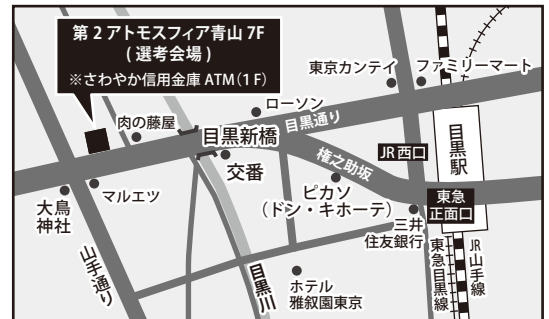 第2アトモスフィア青山 7F
(選考会場)
※さわやか信用金庫 ATM(1F)
東京カンテイ
ファミリーマート
ローソン
肉の藤屋
目黒新橋
目黒通り
目黒駅
JR西口
交番
権之助坂
マルエツ
ピカソ
(ドン・キホーテ)
東急
正面口
大鳥
神社
三井
住友銀行
山手通り
目黒川
ホテル
雅叙園東京
東急目黒線
JR山手線